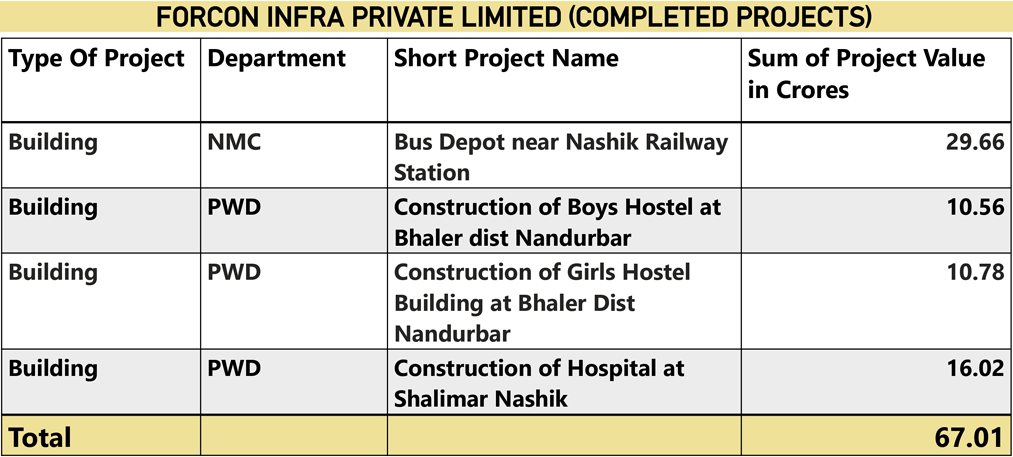 FORCON INFRA PRIVATE LIMITED (COMPLETED PROJECTS)
Type Of Project Department Short Project Name Sum of Project Value
in Crores
Building NMC Bus Depot near Nashik Railway 29.66
Station
Building PWD Construction of Boys Hostel at 10.56
Bhaler dist Nandurbar
Building PWD Construction of Girls Hostel 10.78
Building at Bhaler Dist
Nandurbar
Building PWD Construction of Hospital at 16.02
Shalimar Nashik
Total 67.01